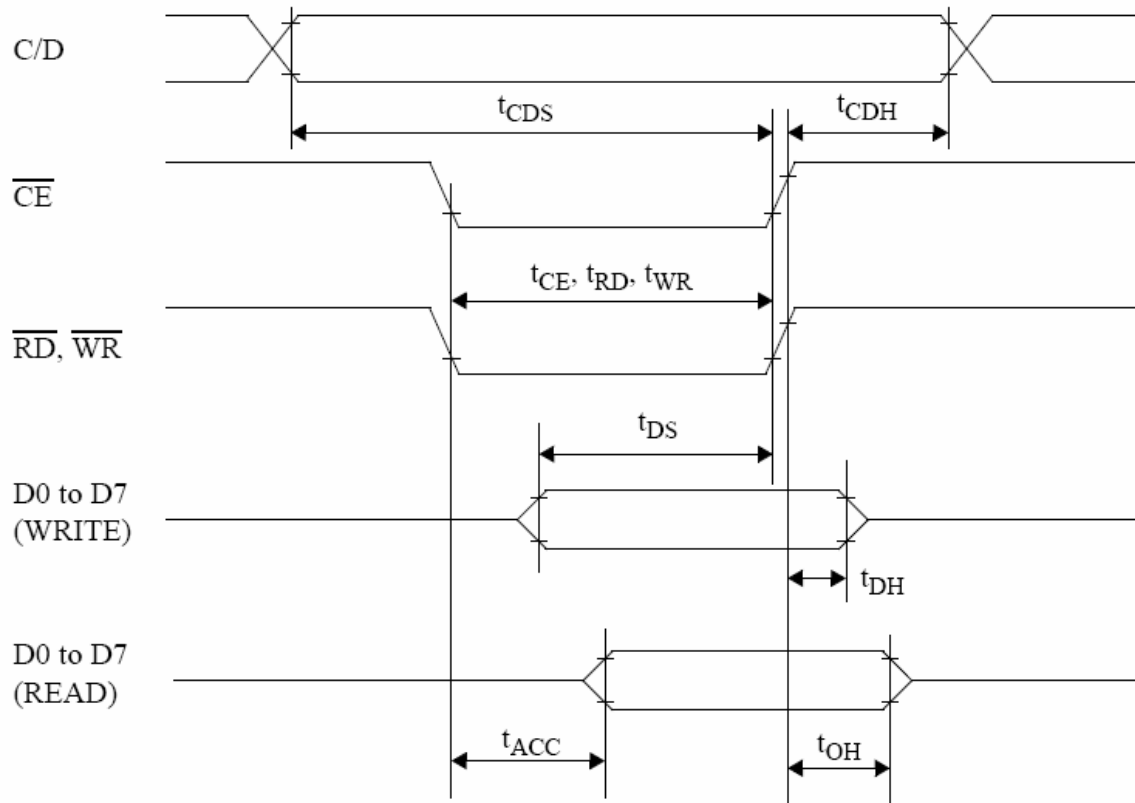 C/D
tCDS
tCDH
CE
tCE, tRD, tWR
RD, WR
tDS
D0 to D7
(WRITE)
tDH
D0 to D7
(READ)
tACC
tOH